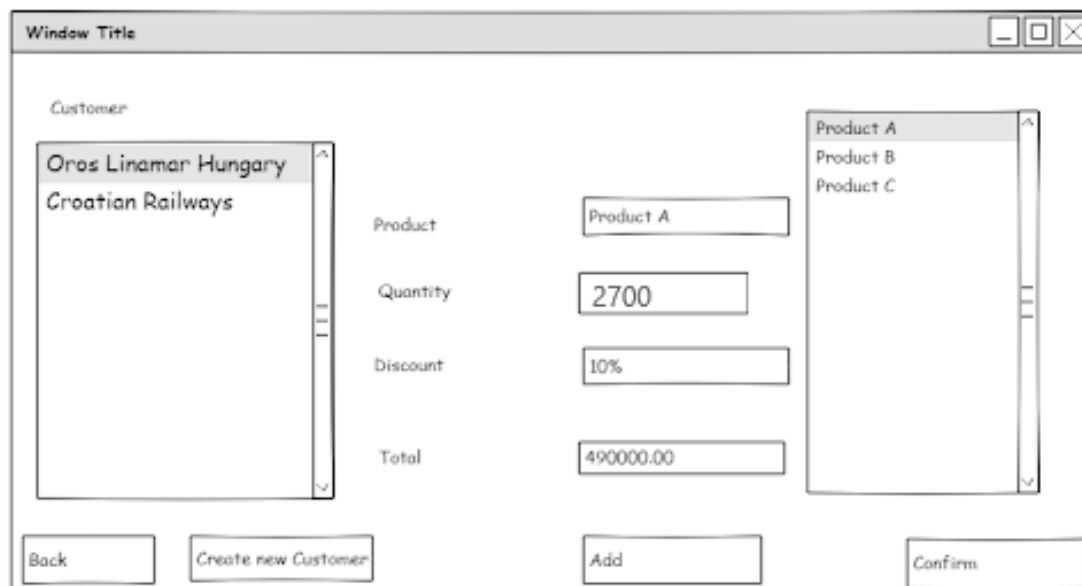 Window Title
Customer
Oros Linamar Hungary
Croatian Railways
Product
Product A
Quantity
2700
Discount
10%
Total
490000.00
Product A
Product B
Product C
Back
Create new Customer
Add
Confirm